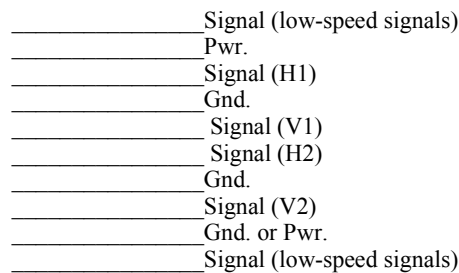 ________________Signal (low-speed signals)
________________Pwr.
________________Signal (H1)
________________Gnd.
________________ Signal (V1)
________________ Signal (H2)
________________Gnd.
________________Signal (V2)
________________Gnd. or Pwr.
________________Signal (low-speed signals)